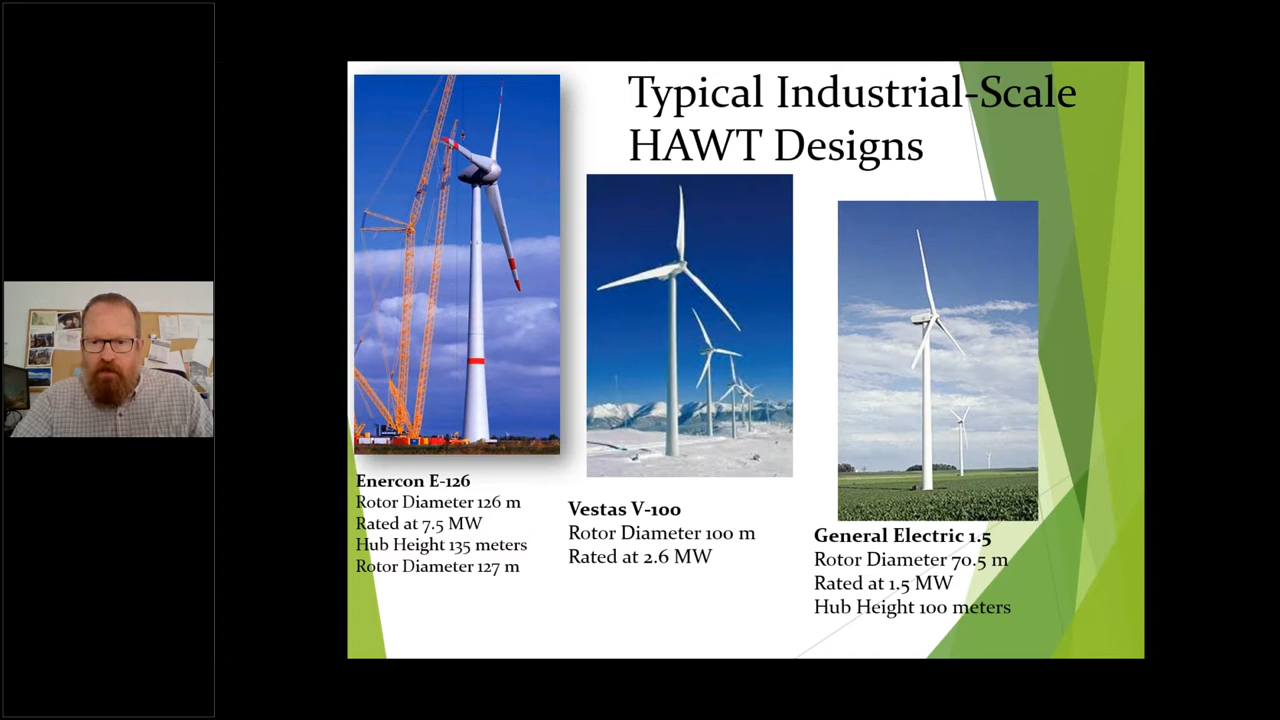 Typical Industrial-Scale
HAWT Designs
Enercon E-126
Rotor Diameter 126 m
Rated at 7.5 MW
Hub Height 135 meters
Rotor Diameter 127 m
Vestas V-100
Rotor Diameter 100 m
Rated at 2.6 MW
General Electric 1.5
Rotor Diameter 70.5 m
Rated at 1.5 MW
Hub Height 100 meters